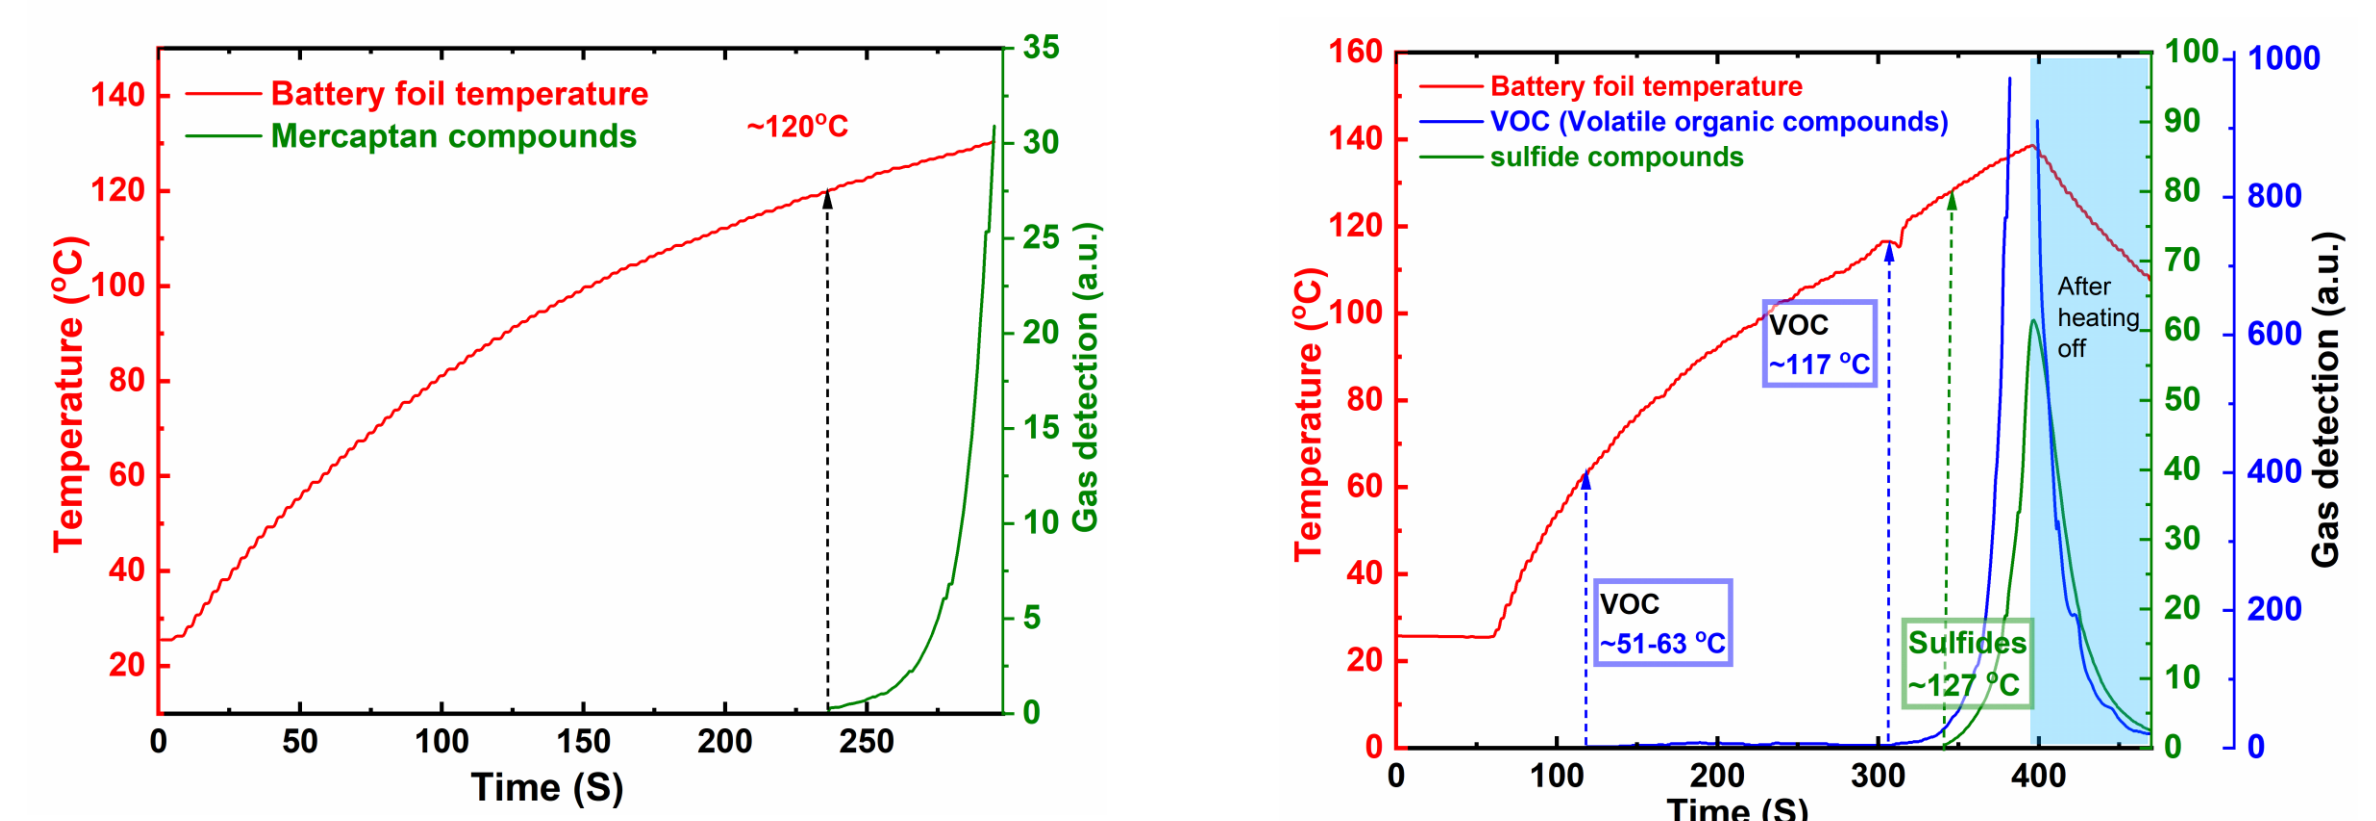 Battery foil temperature
Mercaptan compounds
~120°C
Temperature (°C)
140
120
100
80
60
40
20
0
50
100
150
200
250
Time (S)
35
30
25
20
15
10
5
0
Gas detection (a.u.)
Battery foil temperature
VOC (Volatile organic compounds)
sulfide compounds
Temperature (°C)
160
140
120
100
80
60
40
20
0
VOC
~117 °C
VOC
~51-63 °C
Sulfides
~127 °C
After
heating
off
0
100
200
300
400
Time (S)
100
90
80
70
60
50
40
30
20
10
0
1000
800
600
400
200
0
Gas detection (a.u.)